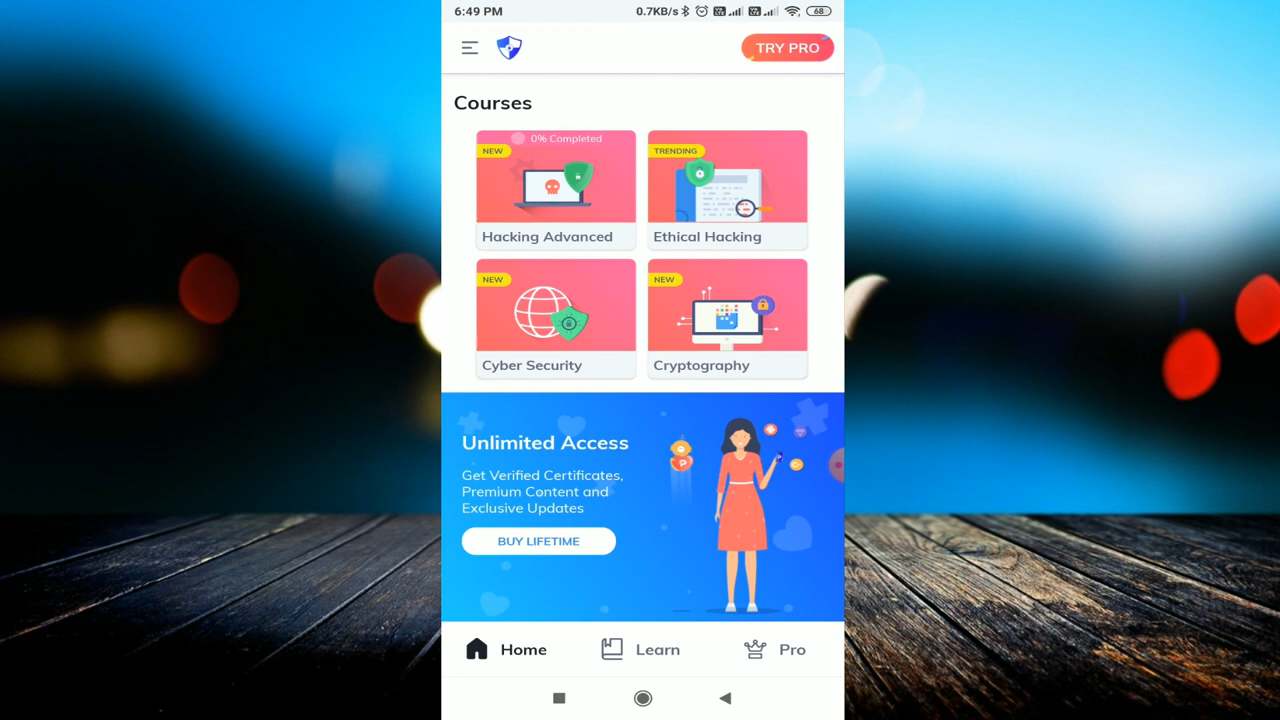 6:49 PM 0.7KB/s 68
TRY PRO
Courses
0% Completed
NEW
Hacking Advanced
TRENDING
Ethical Hacking
NEW
Cyber Security
NEW
Cryptography
Unlimited Access
Get Verified Certificates,
Premium Content and
Exclusive Updates
BUY LIFETIME
Home Learn Pro